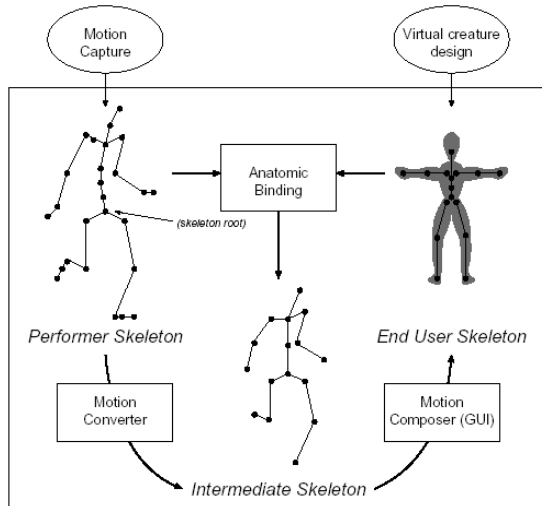 Motion
Capture
Virtual creature
design
Anatomic
Binding
(skeleton root)
Performer Skeleton
End User Skeleton
Motion
Converter
Motion
Composer (GUI)
Intermediate Skeleton